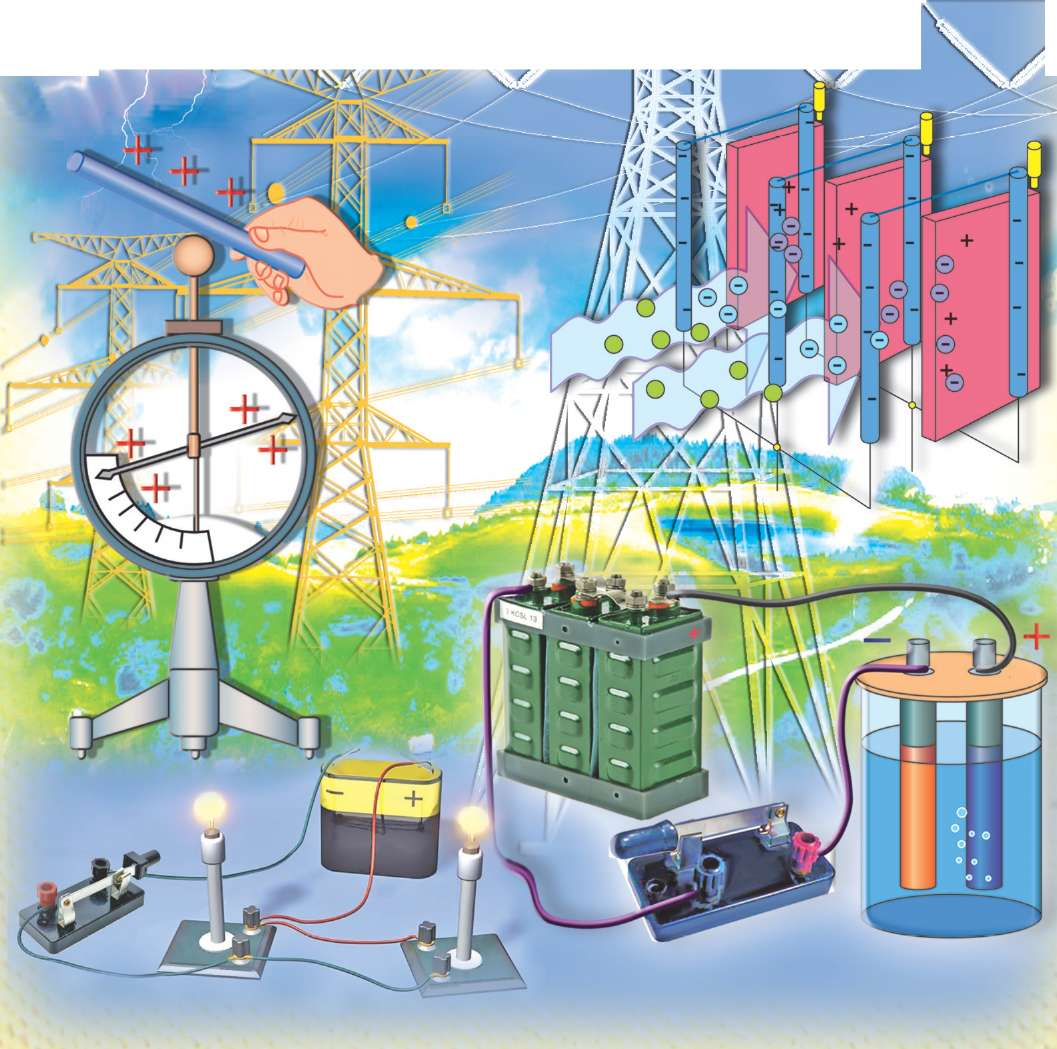 3 KCSL 13
− +
− +
+